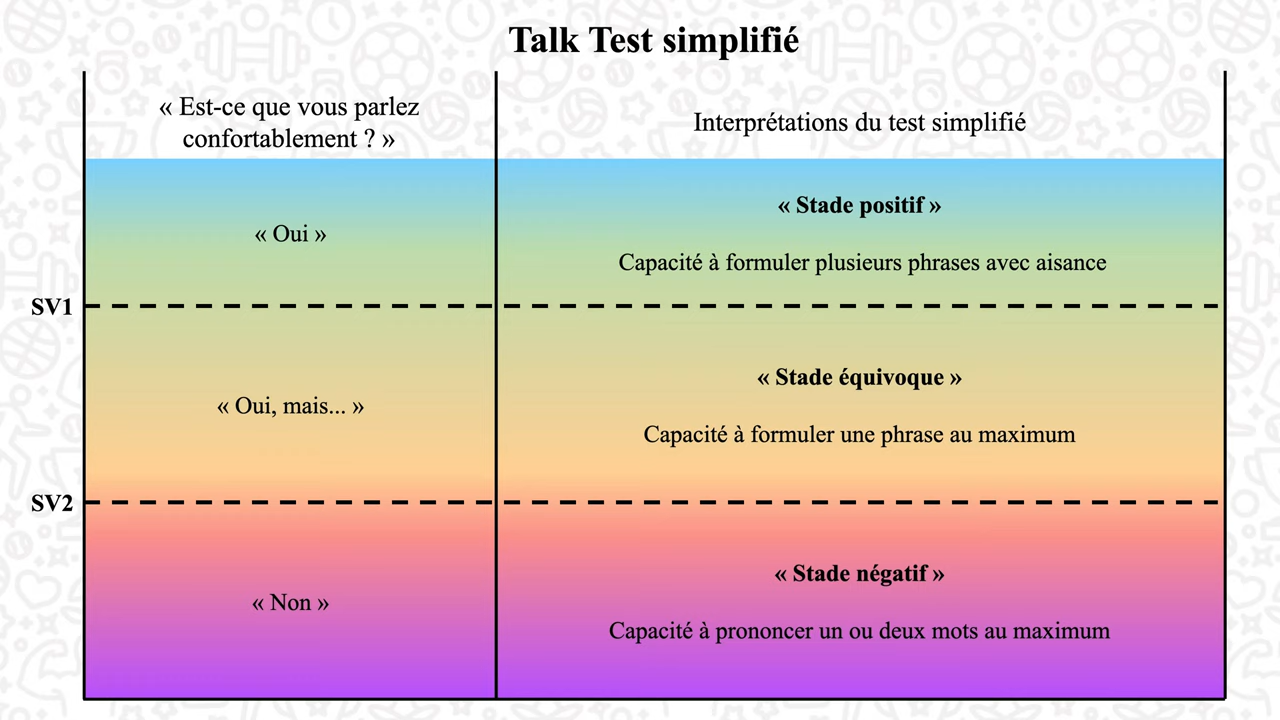 Talk Test simplifié
« Est-ce que vous parlez
confortablement ? »
Interprétations du test simplifié
« Oui »
« Stade positif »
Capacité à formuler plusieurs phrases avec aisance
SV1
« Oui, mais... »
« Stade équivoque »
Capacité à formuler une phrase au maximum
SV2
« Non »
« Stade négatif »
Capacité à prononcer un ou deux mots au maximum